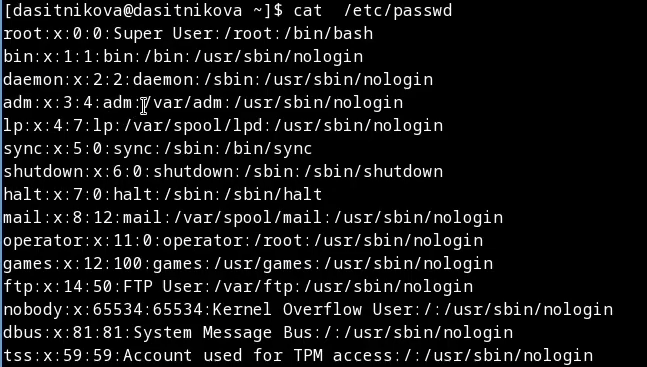 [dasitnikova@dasitnikova ~]$ cat  /etc/passwd
root:x:0:0:Super User:/root:/bin/bash
bin:x:1:1:bin:/bin:/usr/sbin/nologin
daemon:x:2:2:daemon:/sbin:/usr/sbin/nologin
adm:x:3:4:adm:/var/adm:/usr/sbin/nologin
lp:x:4:7:lp:/var/spool/lpd:/usr/sbin/nologin
sync:x:5:0:sync:/sbin:/bin/sync
shutdown:x:6:0:shutdown:/sbin:/sbin/shutdown
halt:x:7:0:halt:/sbin:/sbin/halt
mail:x:8:12:mail:/var/spool/mail:/usr/sbin/nologin
operator:x:11:0:operator:/root:/usr/sbin/nologin
games:x:12:100:games:/usr/games:/usr/sbin/nologin
ftp:x:14:50:FTP User:/var/ftp:/usr/sbin/nologin
nobody:x:65534:65534:Kernel Overflow User:/:/usr/sbin/nologin
dbus:x:81:81:System Message Bus:/:/usr/sbin/nologin
tss:x:59:59:Account used for TPM access:/:/usr/sbin/nologin